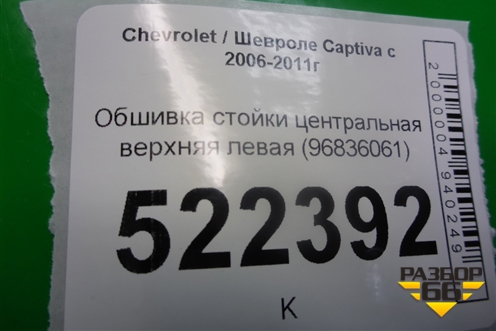 Chevrolet / Шевроле Captiva с
2006-2011г
Обшивка стойки центральная
верхняя левая (96836061)
522392
K
2000004940249
РАЗБОР
66